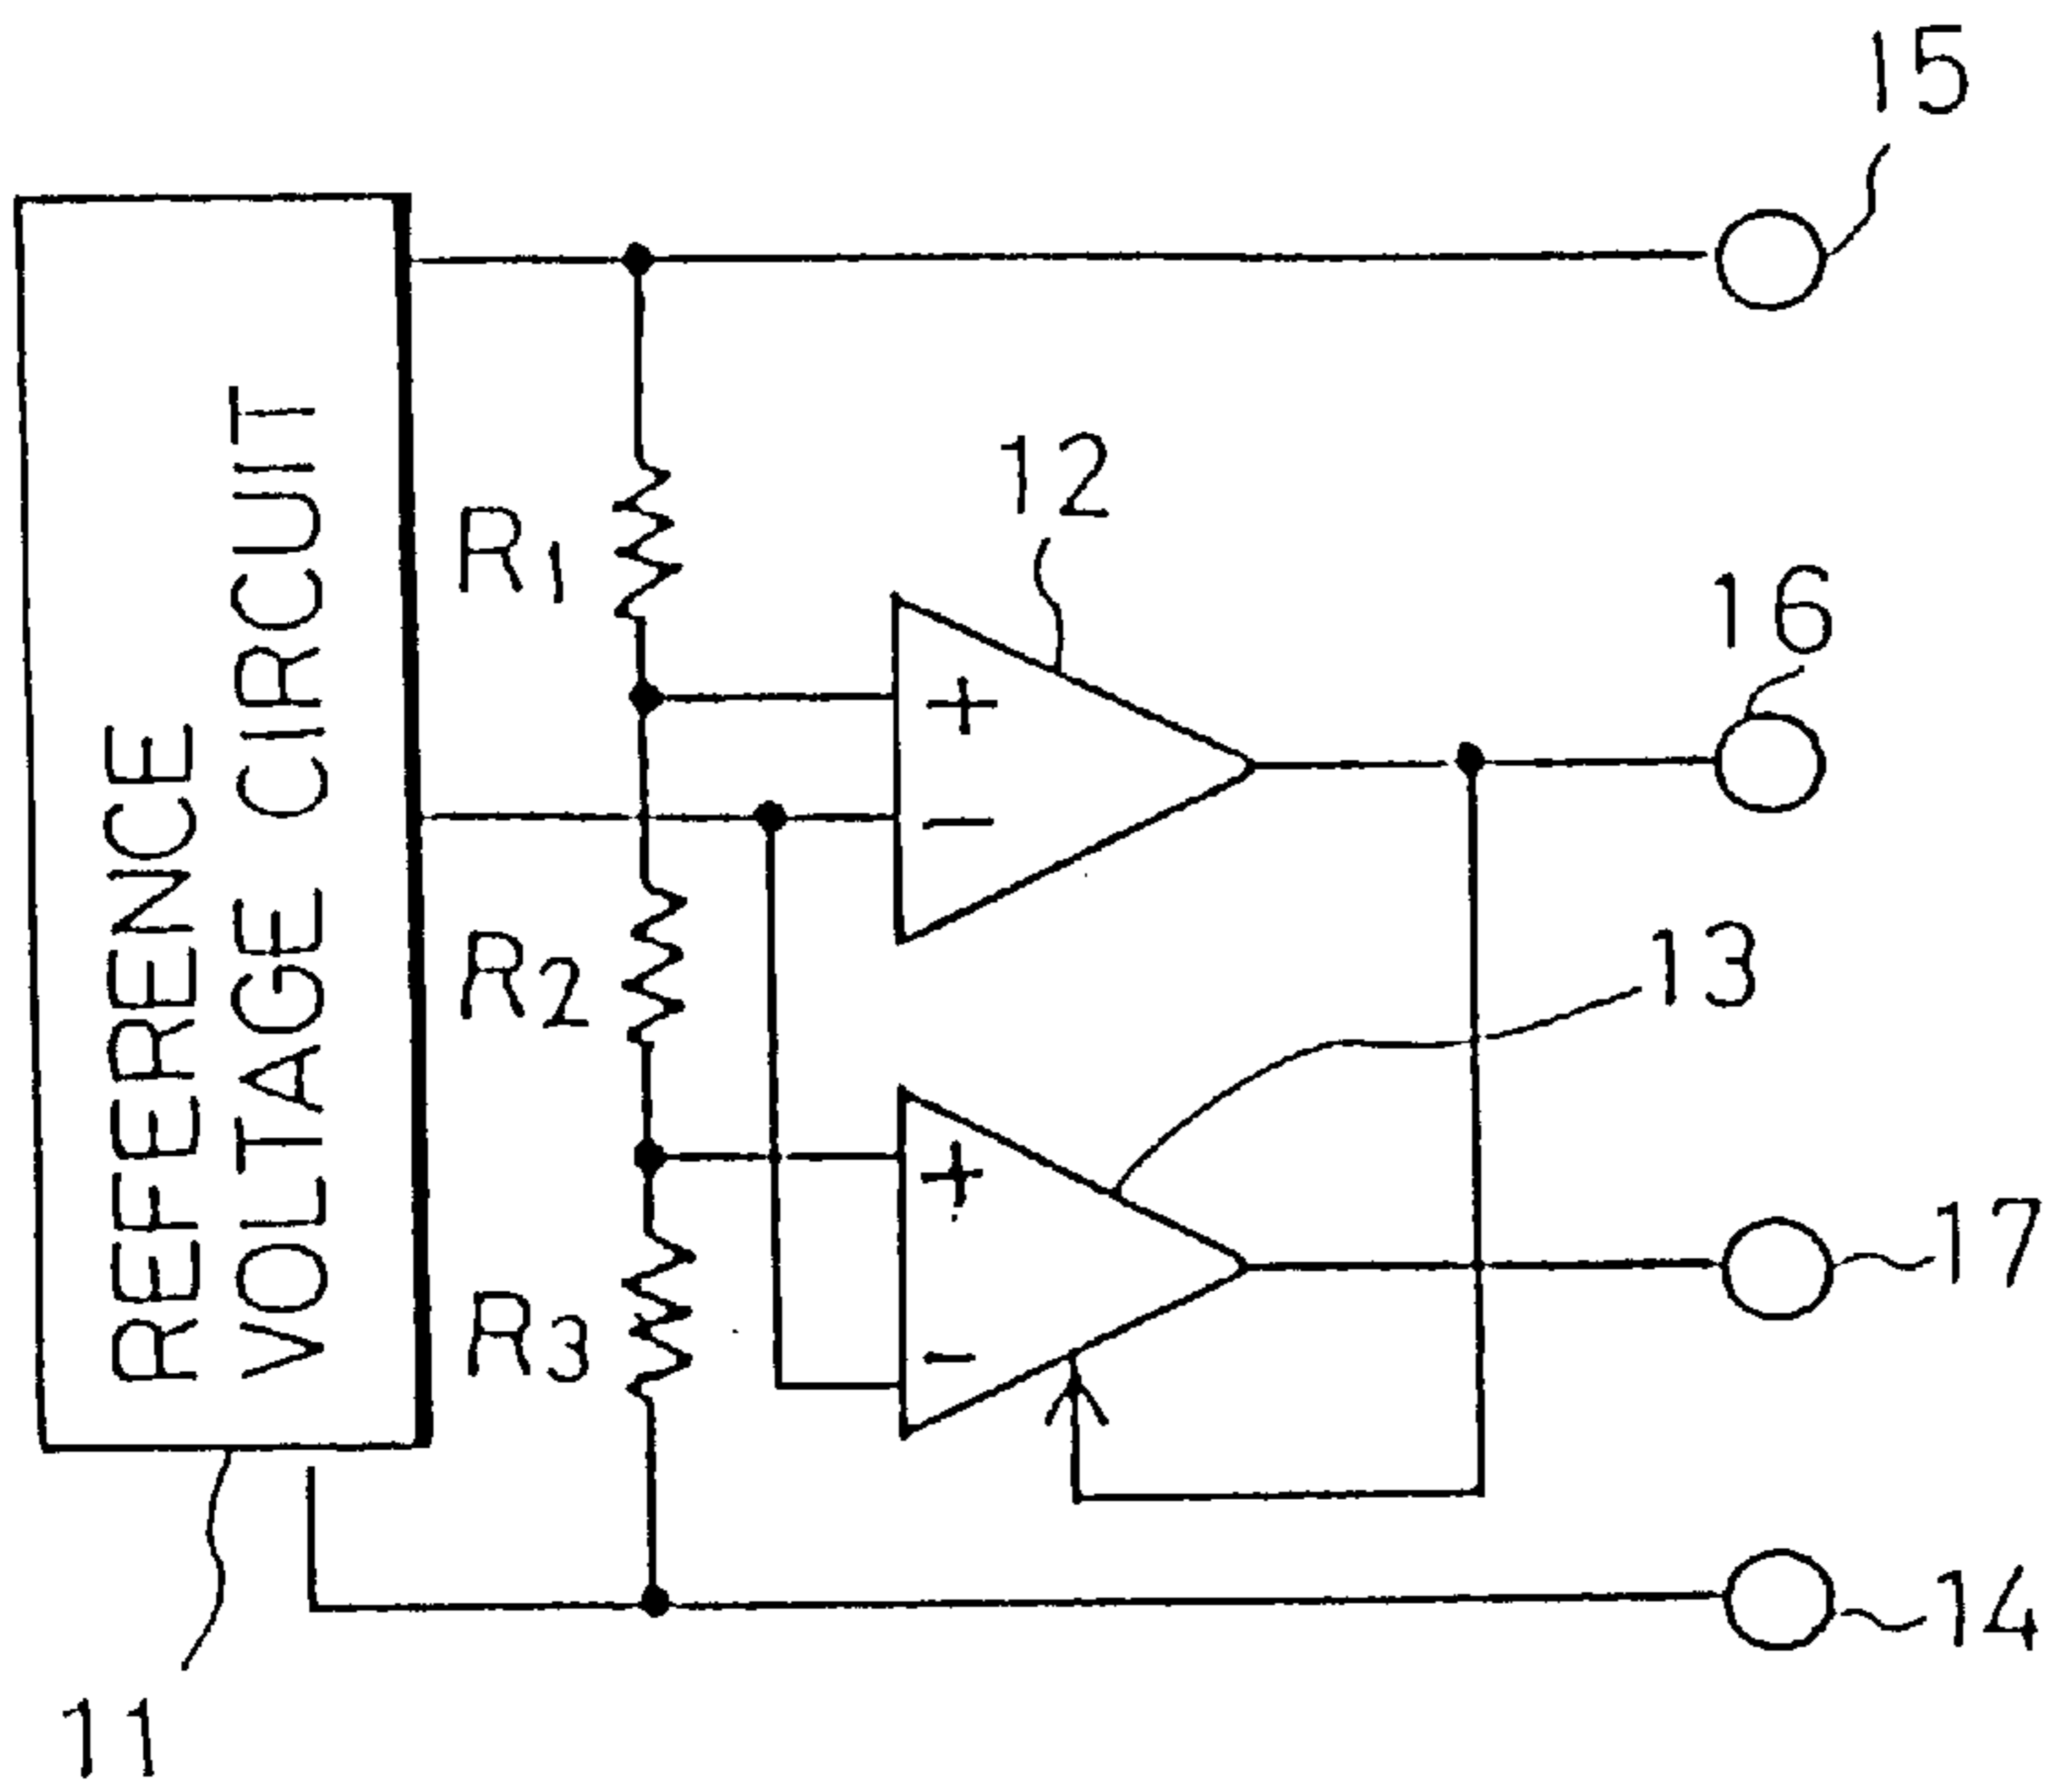 15
REFERENCE
VOLTAGE CIRCUIT
R1
12
+
−
16
R2
13
+
−
R3
17
14
11